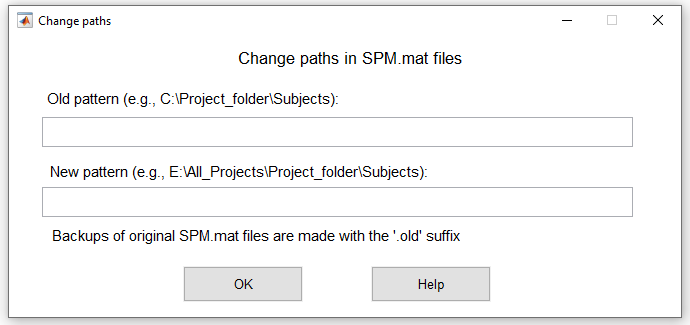 Change paths
Change paths in SPM.mat files
Old pattern (e.g., C:\Project_folder\Subjects):
New pattern (e.g., E:\All_Projects\Project_folder\Subjects):
Backups of original SPM.mat files are made with the '.old' suffix
OK Help